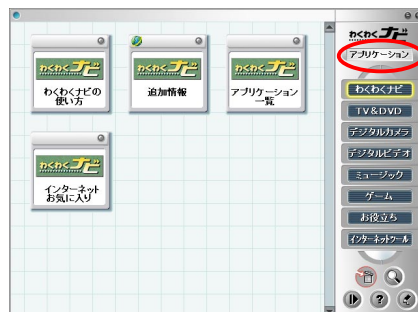 わくわくナビ
わくわくナビの
使い方
わくわくナビ
追加情報
わくわくナビ
アプリケーション
一覧
わくわくナビ
インターネット
お気に入り
わくわくナビ
アプリケーション
わくわくナビ
TV&DVD
デジタルカメラ
デジタルビデオ
ミュージック
ゲーム
お役立ち
インターネットツール
?